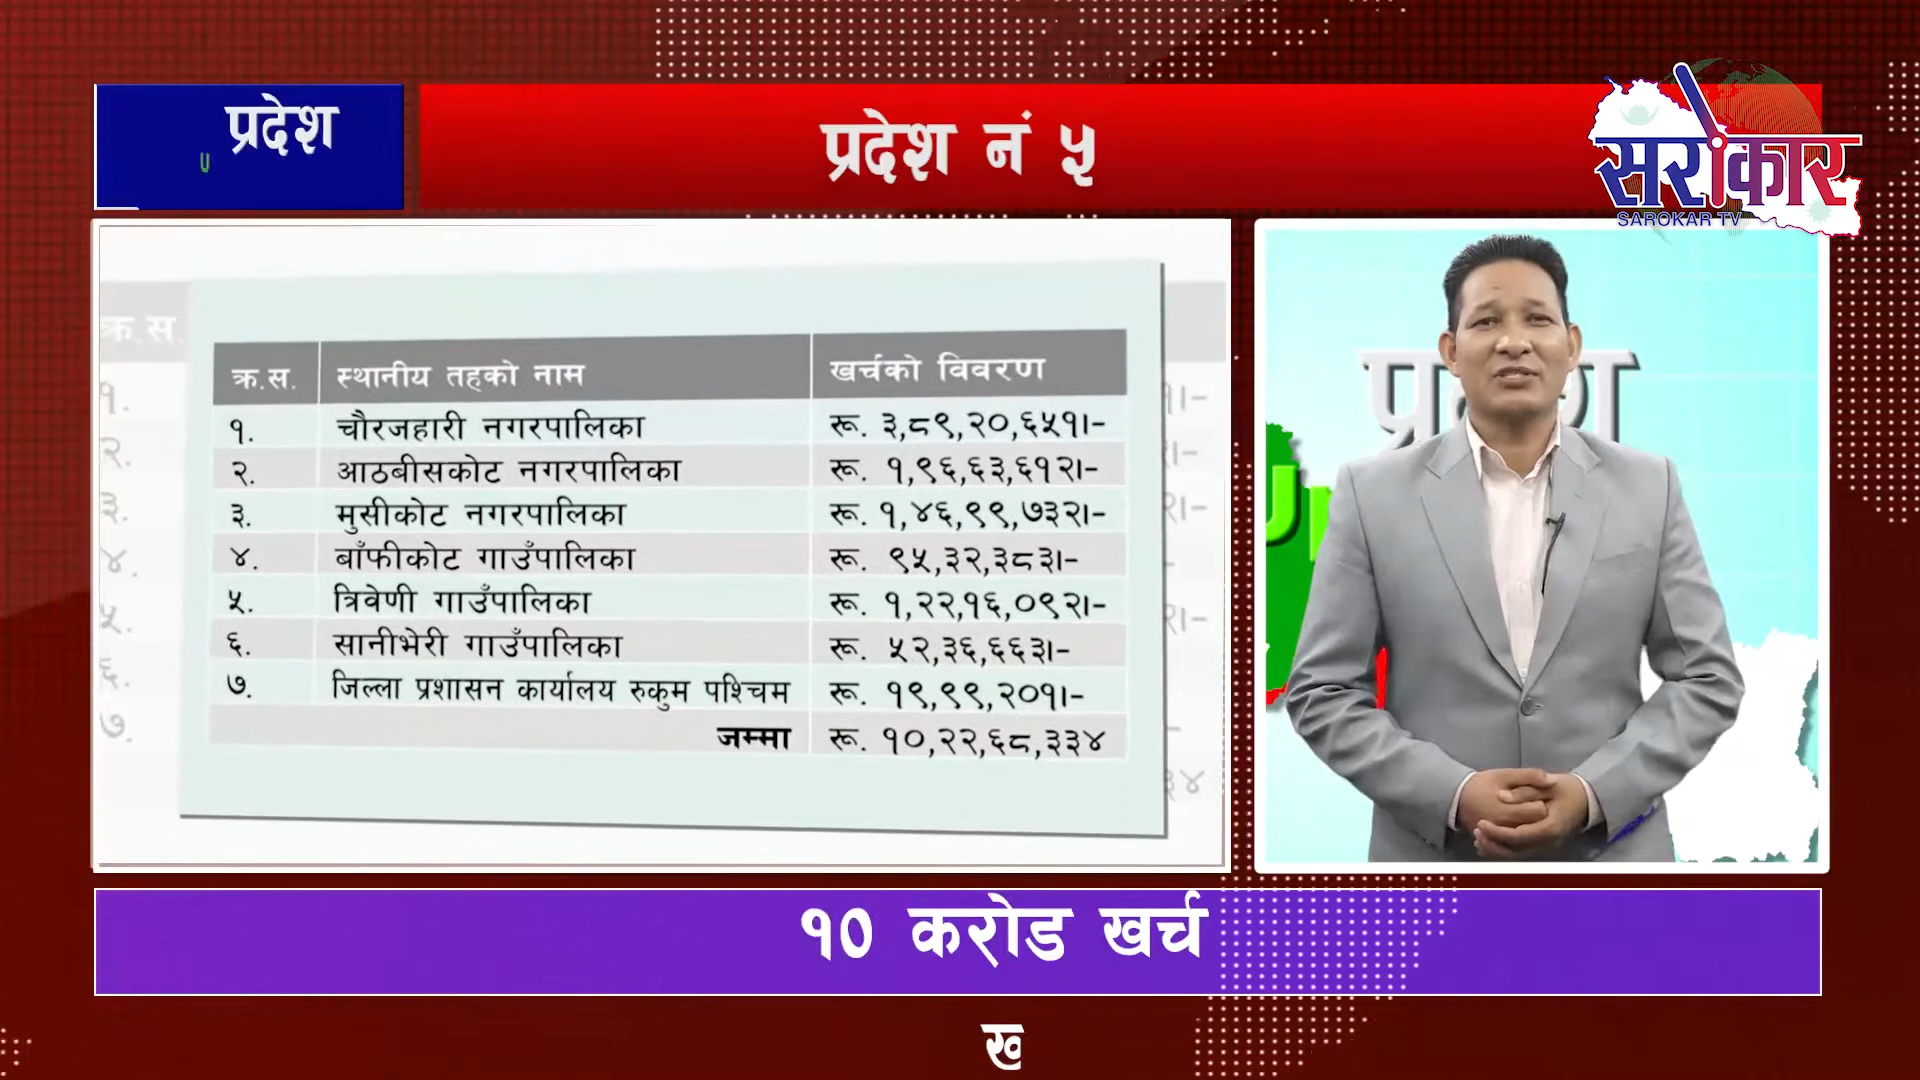 प्रदेश
प्रदेश नं ५
सरोकार
SAROKAR TV
क्र.स. स्थानीय तहको नाम खर्चको विवरण
१. चौरजहारी नगरपालिका रू. ३,८९,२०,६५१।-
२. आठबीसकोट नगरपालिका रू. १,९६,६३,६१२।-
३. मुसीकोट नगरपालिका रू. १,४६,९९,७३२।-
४. बाँफीकोट गाउँपालिका रू. ९५,३२,३८३।-
५. त्रिवेणी गाउँपालिका रू. १,२२,१६,०९२।-
६. सानीभेरी गाउँपालिका रू. ५२,३६,६६३।-
७. जिल्ला प्रशासन कार्यालय रुकुम पश्चिम रू. १९,९९,२०१।-
जम्मा रू. १०,२२,६८,३३४
१० करोड खर्च
ख